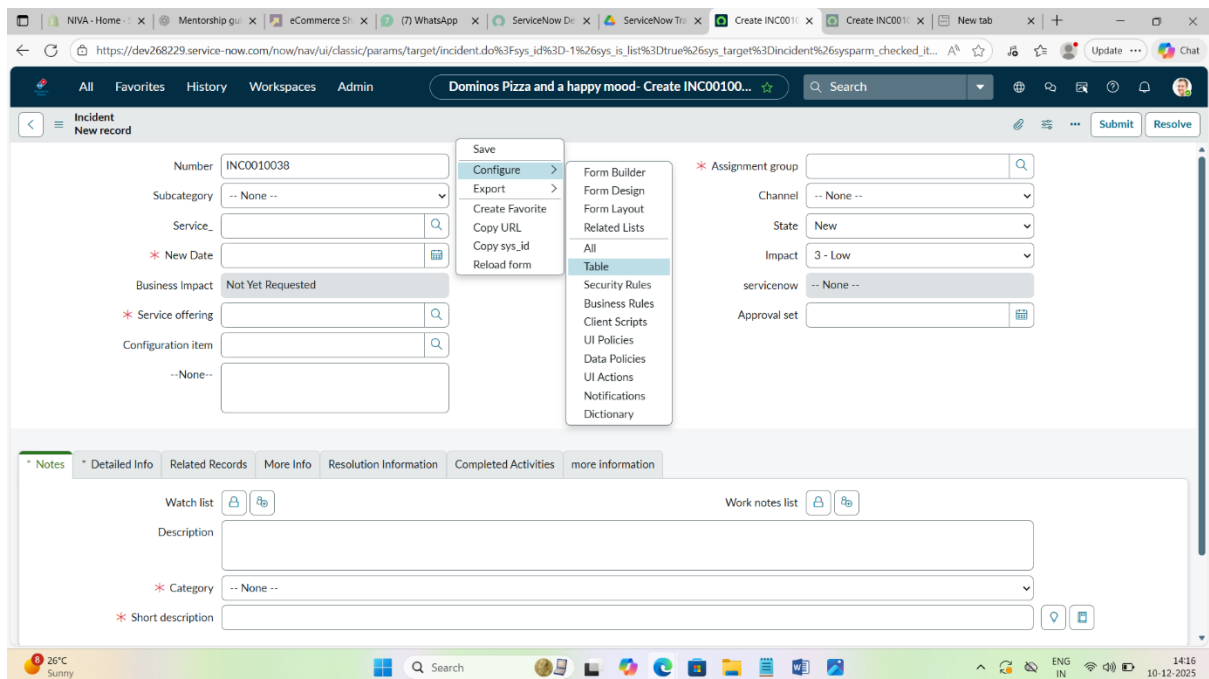 NIVA - Home - S
Mentorship gui
eCommerce Sh
(7) WhatsApp
ServiceNow De
ServiceNow Tra
Create INC0010
Create INC0010
New tab
https://dev268229.service-now.com/now/nav/ui/classic/params/target/incident.do%3Fsys_id%3D-1%26sys_is_list%3Dtrue%26sys_target%3Dincident%26sysparm_checked_it...
Update
Chat
All Favorites History Workspaces Admin
Dominos Pizza and a happy mood- Create INC00100...
Search
Incident
New record
Submit
Resolve
Save
Configure
Export
Create Favorite
Copy URL
Copy sys_id
Reload form
Form Builder
Form Design
Form Layout
Related Lists
All
Table
Security Rules
Business Rules
Client Scripts
UI Policies
Data Policies
UI Actions
Notifications
Dictionary
Number INC0010038
Subcategory -- None --
Service_
* New Date
Business Impact Not Yet Requested
* Service offering
Configuration item
--None--
* Assignment group
Channel -- None --
State New
Impact 3 - Low
servicenow -- None --
Approval set
* Notes
* Detailed Info
Related Records
More Info
Resolution Information
Completed Activities
more information
Watch list
Work notes list
Description
* Category -- None --
* Short description
8
26°C
Sunny
Search
ENG
IN
14:16
10-12-2025